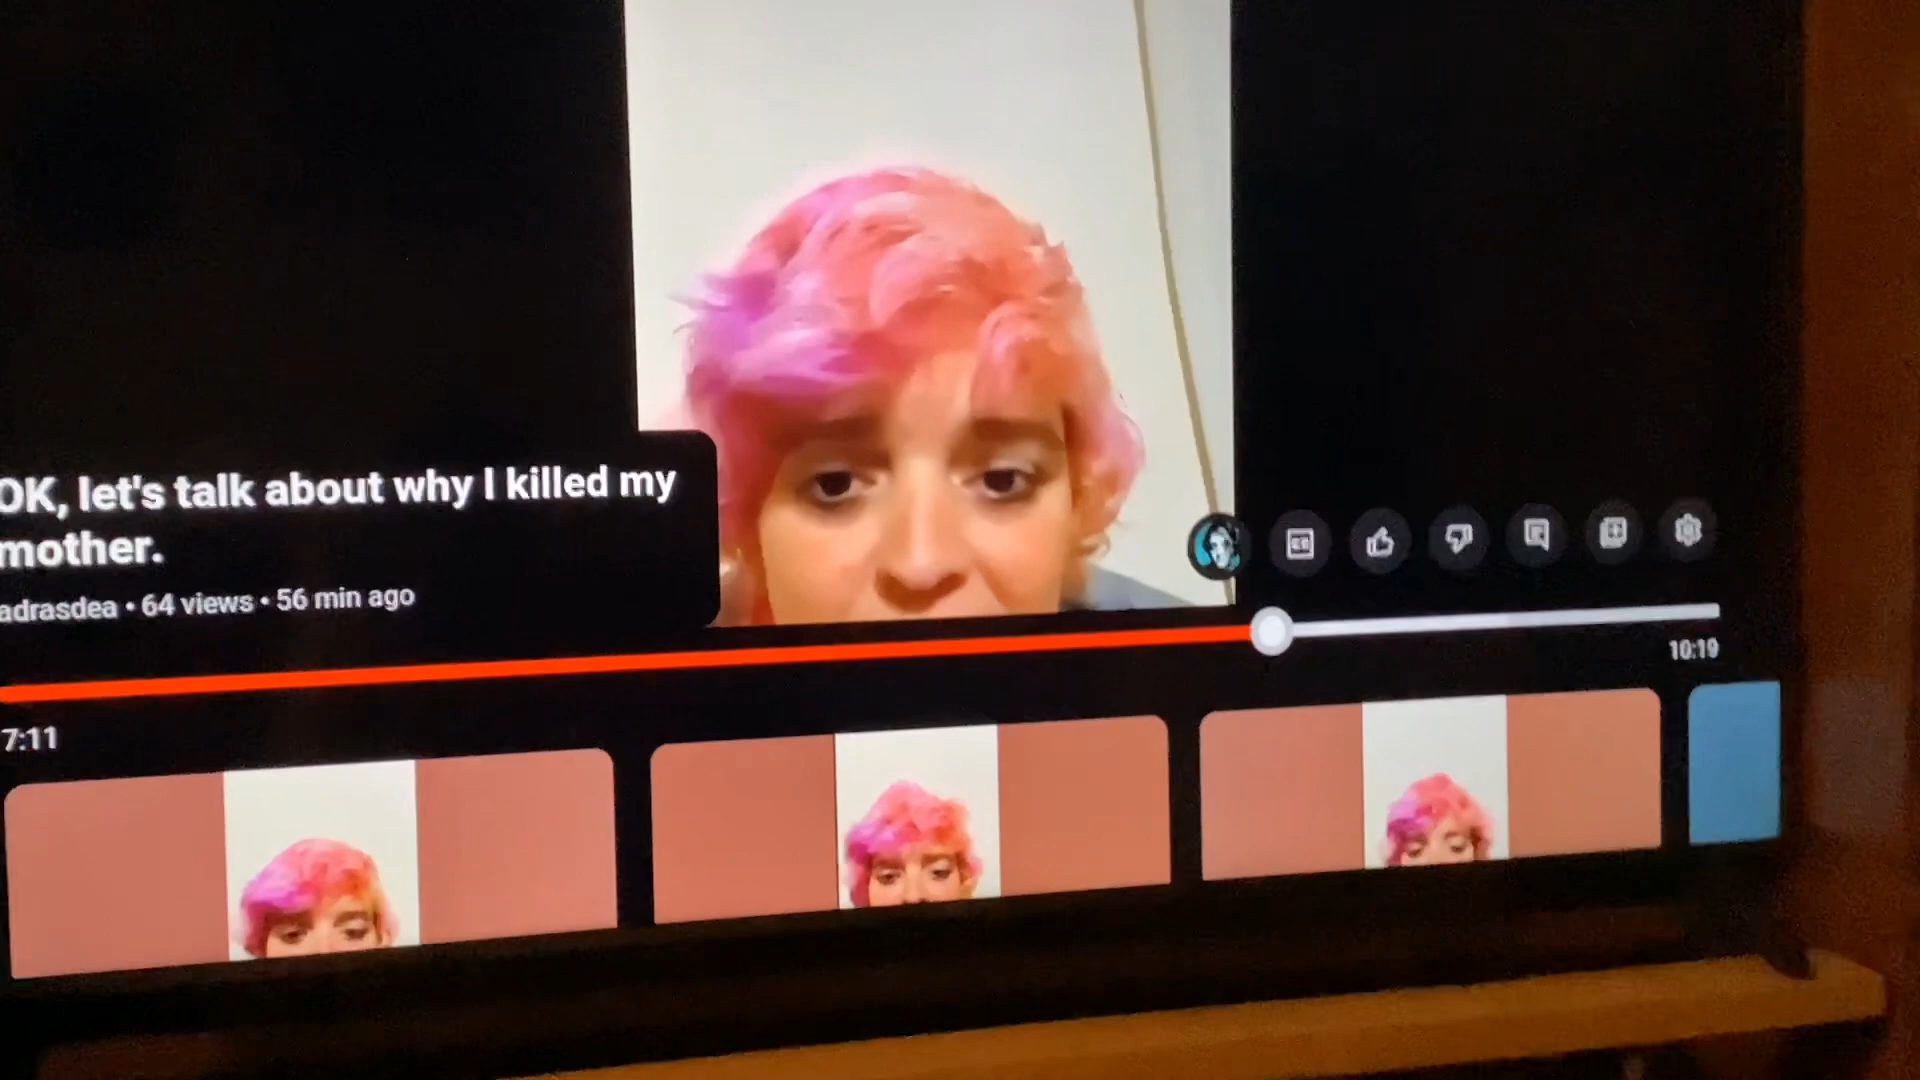 OK, let's talk about why I killed my
mother.
adrasdea • 64 views • 56 min ago
10:19
7:11